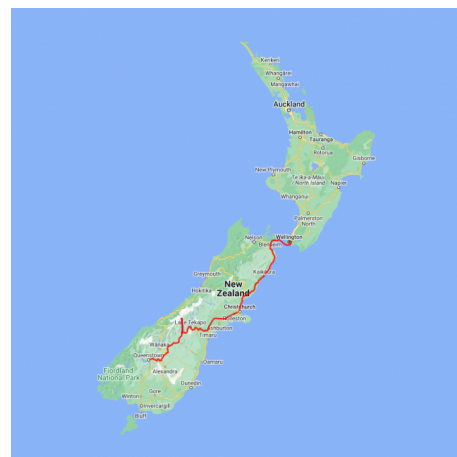 Kerikeri
Whangārei
Mangawhai
Auckland
Hamilton
Tauranga
Rotorua
Gisborne
New Plymouth
Te Ika-a-Māui
North Island
Napier
Whanganui
Palmerston
North
Nelson
Wellington
Blenheim
Greymouth
Kaikōura
Hokitika
New
Zealand
Christchurch
Rolleston
Lake Tekapo
Ashburton
Timaru
Wānaka
Queenstown
Oamaru
Fiordland
National Park
Alexandra
Dunedin
Gore
Winton
Invercargill
Bluff